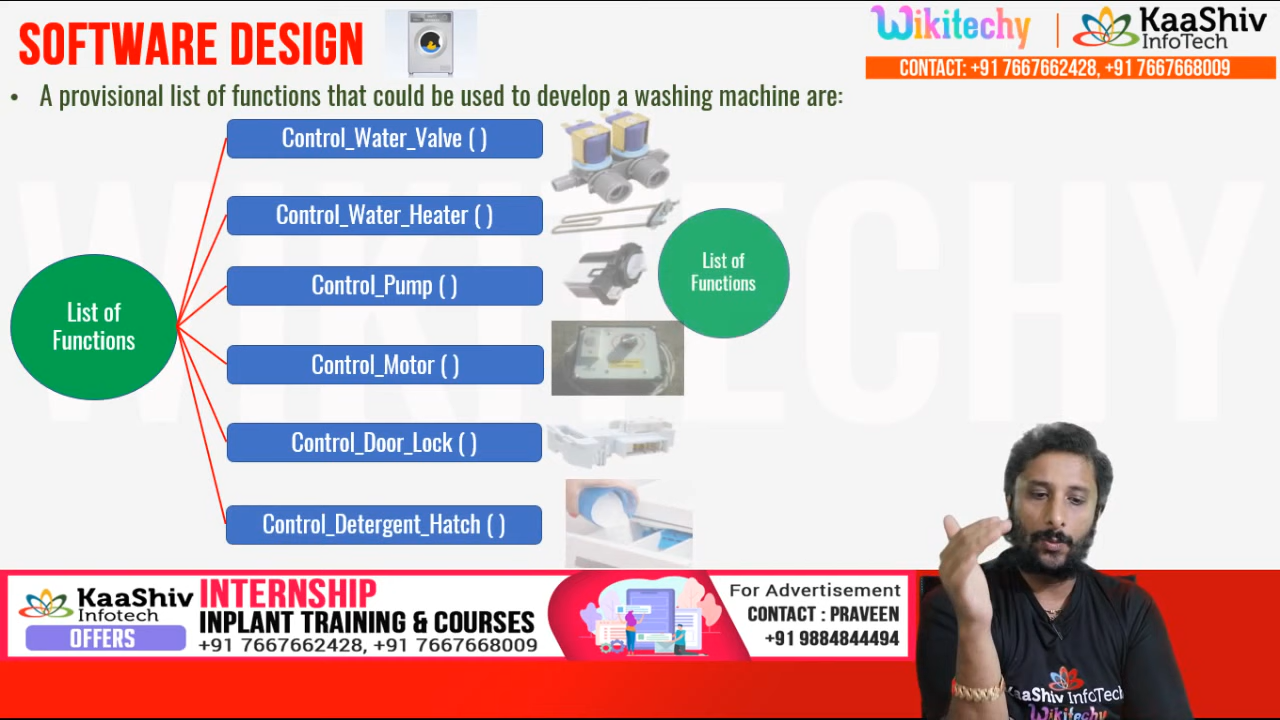 SOFTWARE DESIGN
Wikitechy
KaaShiv
InfoTech
CONTACT: +91 7667662428, +91 7667668009
• A provisional list of functions that could be used to develop a washing machine are:
Control_Water_Valve ( )
Control_Water_Heater ( )
List of
Functions
Control_Pump ( )
List of
Functions
Control_Motor ( )
Control_Door_Lock ( )
Control_Detergent_Hatch ( )
WIKITECHY
KaaShiv
Infotech
OFFERS
INTERNSHIP
INPLANT TRAINING & COURSES
+91 7667662428, +91 7667668009
For Advertisement
CONTACT : PRAVEEN
+91 9884844494
KaaShiv InfoTech
Wikitechy